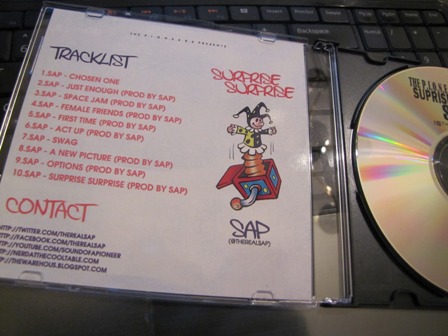 THE P.I.O.N.E.E.R.S PRESENTS
TRACKLIST
1.SAP - CHOSEN ONE
2.SAP - JUST ENOUGH (PROD BY SAP)
3.SAP - SPACE JAM (PROD BY SAP)
4.SAP - FEMALE FRIENDS (PROD BY SAP)
5.SAP - FIRST TIME (PROD BY SAP)
6.SAP - ACT UP (PROD BY SAP)
7.SAP - SWAG
8.SAP - A NEW PICTURE (PROD BY SAP)
9.SAP - OPTIONS (PROD BY SAP)
10.SAP - SURPRISE SURPRISE (PROD BY SAP)
CONTACT
HTTP://TWITTER.COM/THEREALSAP
HTTP://FACEBOOK.COM/THEREALSAP
HTTP://YOUTUBE.COM/SOUNDOFAPIONEER
HTTP://NERDATTHECOOLTABLE.COM
HTTP://THEWAREHOUS.BLOGSPOT.COM
SURPRISE
SURPRISE
SAP
(@THEREALSAP)
THE P.I.O.N.E
SUPRISE
Backspace